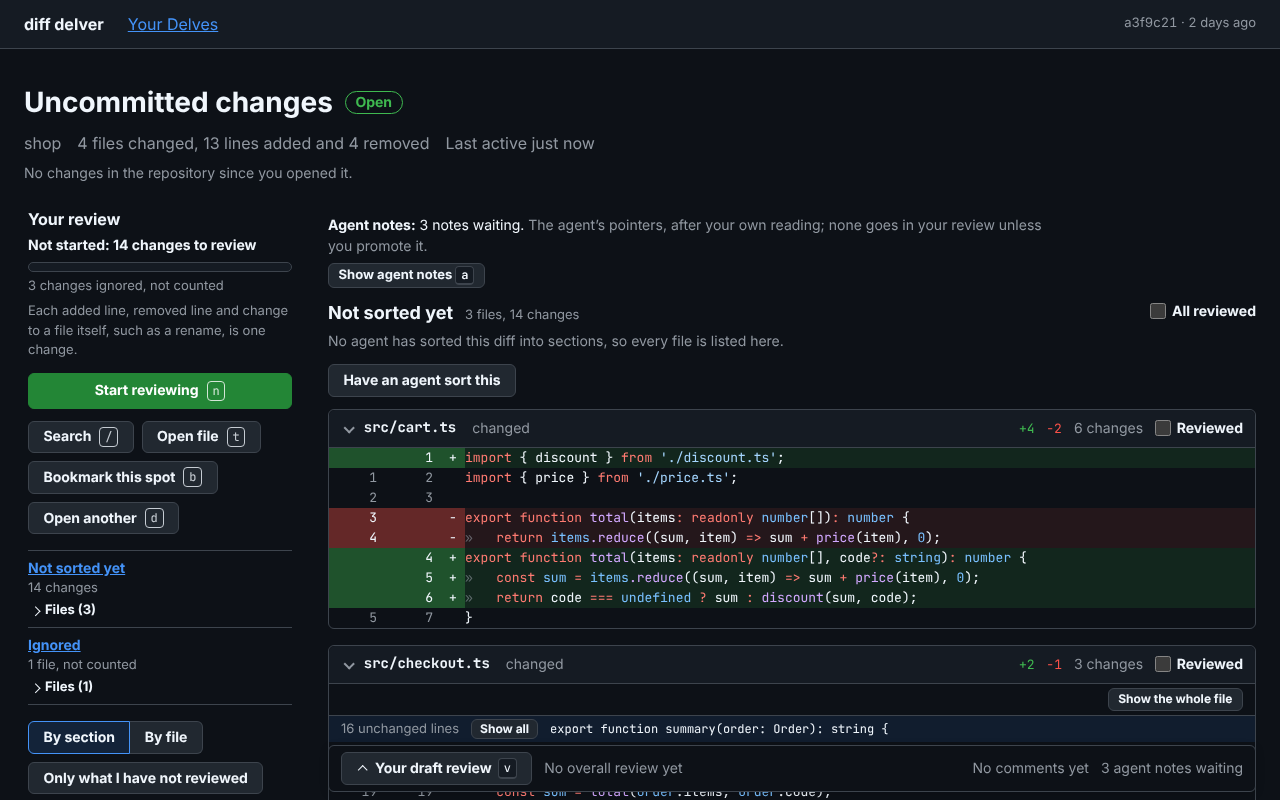 diff delver
Your Delves
a3f9c21 · 2 days ago
Uncommitted changes
Open
shop 4 files changed, 13 lines added and 4 removed Last active just now
No changes in the repository since you opened it.
Your review
Not started: 14 changes to review
3 changes ignored, not counted
Each added line, removed line and change
to a file itself, such as a rename, is one
change.
Start reviewing n
Search / Open file t
Bookmark this spot b
Open another d
Not sorted yet
14 changes
Files (3)
Ignored
1 file, not counted
Files (1)
By section By file
Only what I have not reviewed
Agent notes: 3 notes waiting. The agent’s pointers, after your own reading; none goes in your review unless
you promote it.
Show agent notes a
Not sorted yet 3 files, 14 changes All reviewed
No agent has sorted this diff into sections, so every file is listed here.
Have an agent sort this
src/cart.ts changed +4 -2 6 changes Reviewed
1 + import { discount } from './discount.ts';
1 2 import { price } from './price.ts';
2 3
3 - export function total(items: readonly number[]): number {
4 - » return items.reduce((sum, item) => sum + price(item), 0);
4 + export function total(items: readonly number[], code?: string): number {
5 + » const sum = items.reduce((sum, item) => sum + price(item), 0);
6 + » return code === undefined ? sum : discount(sum, code);
5 7 }
src/checkout.ts changed +2 -1 3 changes Reviewed
Show the whole file
16 unchanged lines Show all export function summary(order: Order): string {
Your draft review v No overall review yet No comments yet 3 agent notes waiting
19 19 const sum = total(order.items, order.code);